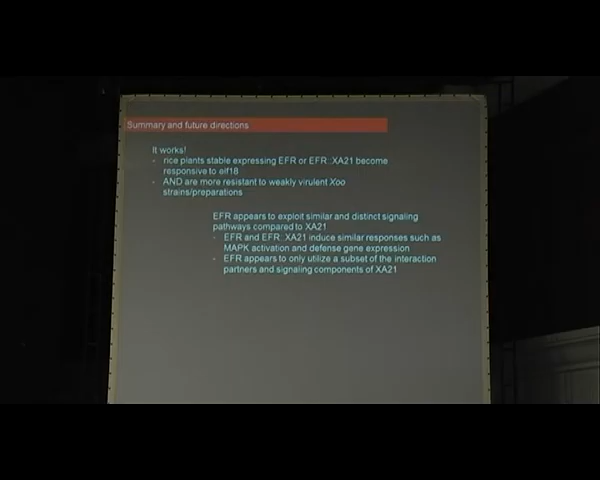 Summary and future directions
It works!
- rice plants stable expressing EFR or EFR::XA21 become
responsive to elf18
- AND are more resistant to weakly virulent Xoo
strains/preparations
EFR appears to exploit similar and distinct signaling
pathways compared to XA21
- EFR and EFR::XA21 induce similar responses such as
MAPK activation and defense gene expression
- EFR appears to only utilize a subset of the interaction
partners and signaling components of XA21